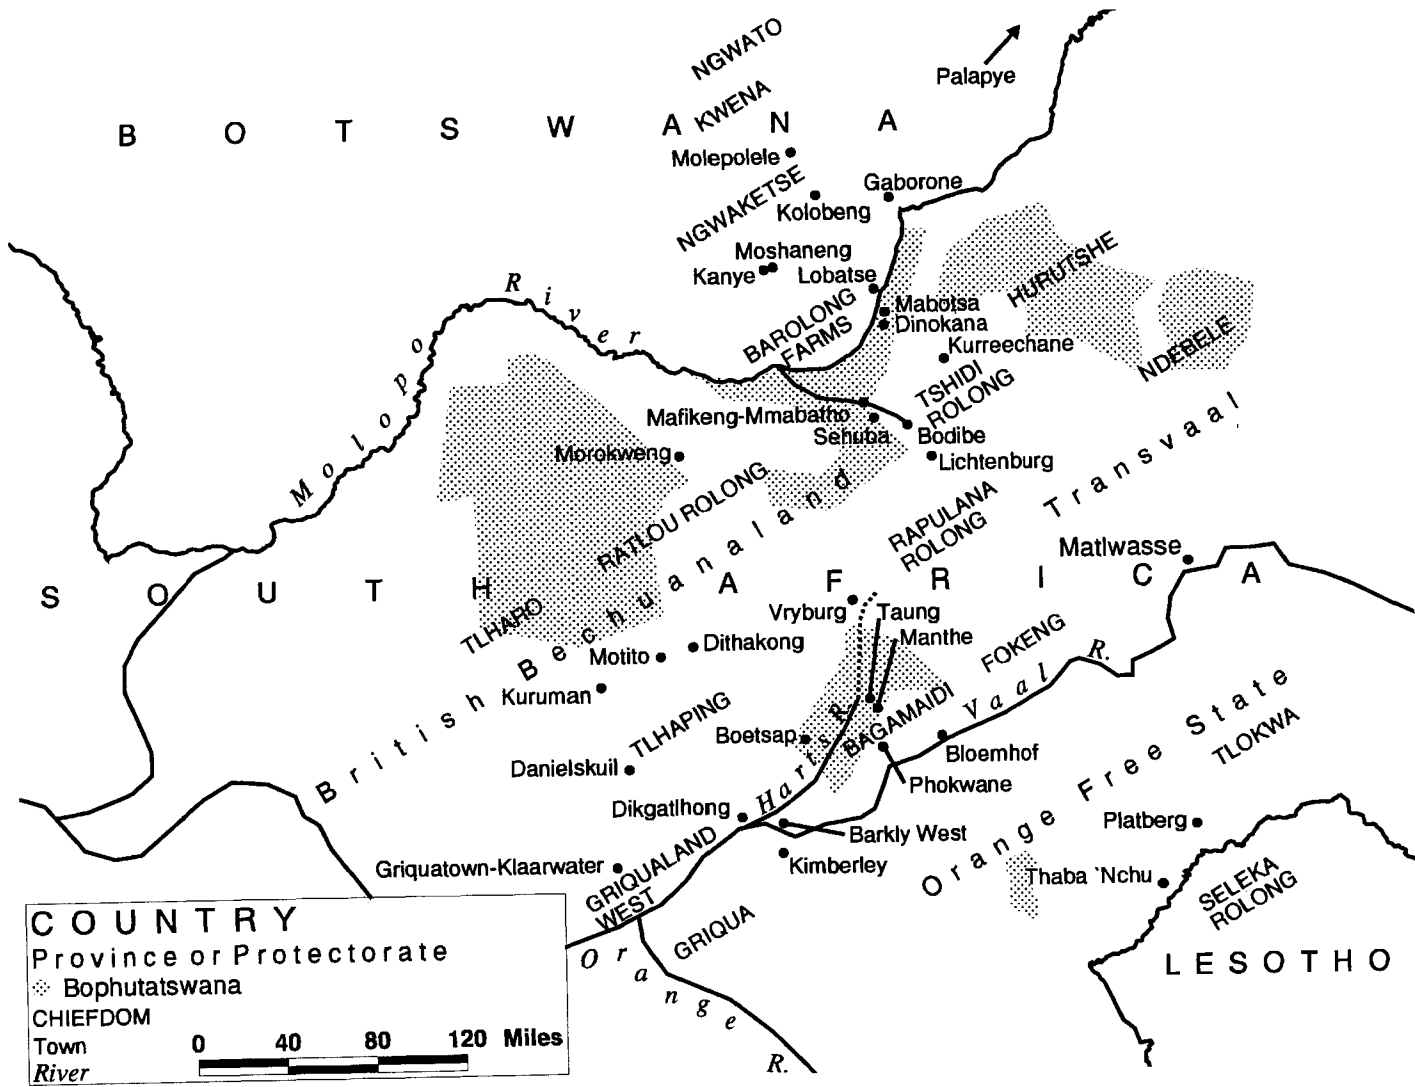 NGWATO
Palapye
KWENA
BOTSWANA
Molepolele
NGWAKETSE
Gaborone
Kolobeng
Moshaneng
Kanye
Lobatse
HURUTSHE
Molopo River
BAROLONG
FARMS
Mabotsa
Dinokana
NDEBELE
Kurreechane
TSHIDI
ROLONG
Mafikeng-Mmabatho
Sehuba
Bodibe
Morokweng
Lichtenburg
RATLOU ROLONG
Transvaal
RAPULANA
ROLONG
Matlwasse
SOUTH AFRICA
Vryburg
Taung
TLHARO
Manthe
FOKENG
Dithakong
Motito
British Bechuanaland
Kuruman
Vaal R.
TLHAPING
BAGAMAIDI
Boetsap
Harts R.
Bloemhof
TLOKWA
Danielskuil
Phokwane
Orange Free State
Dikgatlhong
Barkly West
Platberg
Kimberley
Griquatown-Klaarwater
GRIQUALAND
WEST
Thaba `Nchu
SELEKA
ROLONG
GRIQUA
Orange R.
LESOTHO
COUNTRY
Province or Protectorate
Bophutatswana
CHIEFDOM
Town
River
0 40 80 120 Miles